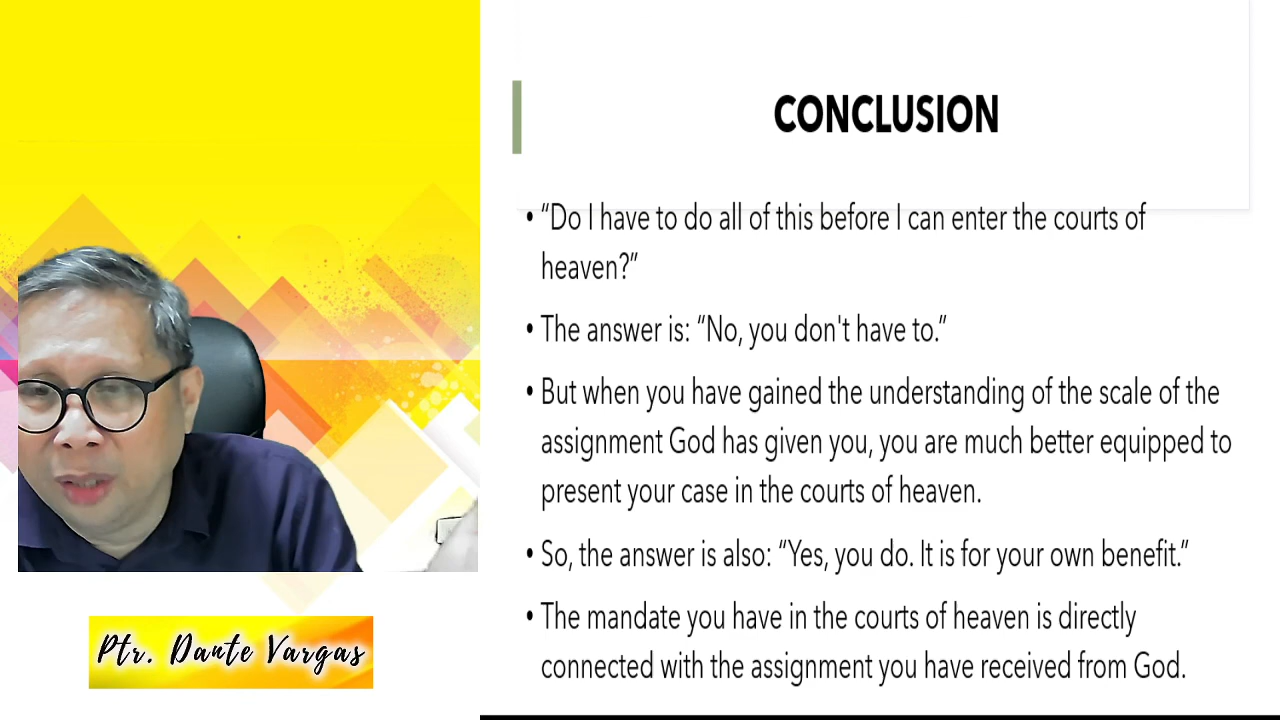 CONCLUSION
• “Do I have to do all of this before I can enter the courts of
heaven?”
• The answer is: “No, you don't have to.”
• But when you have gained the understanding of the scale of the
assignment God has given you, you are much better equipped to
present your case in the courts of heaven.
• So, the answer is also: “Yes, you do. It is for your own benefit.”
• The mandate you have in the courts of heaven is directly
connected with the assignment you have received from God.
Ptr. Dante Vargas